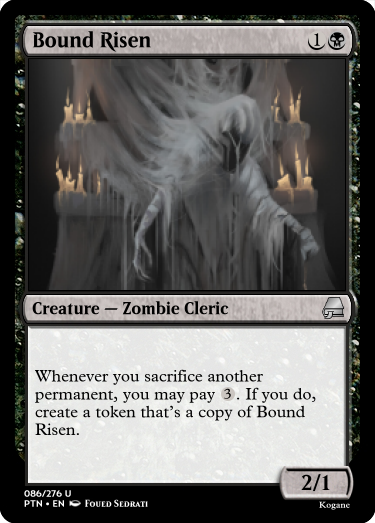 Bound Risen 1
Creature — Zombie Cleric
Whenever you sacrifice another
permanent, you may pay 3. If you do,
create a token that's a copy of Bound
Risen.
2/1
086/276 U
PTN • EN Foued Sedrati
Kogane